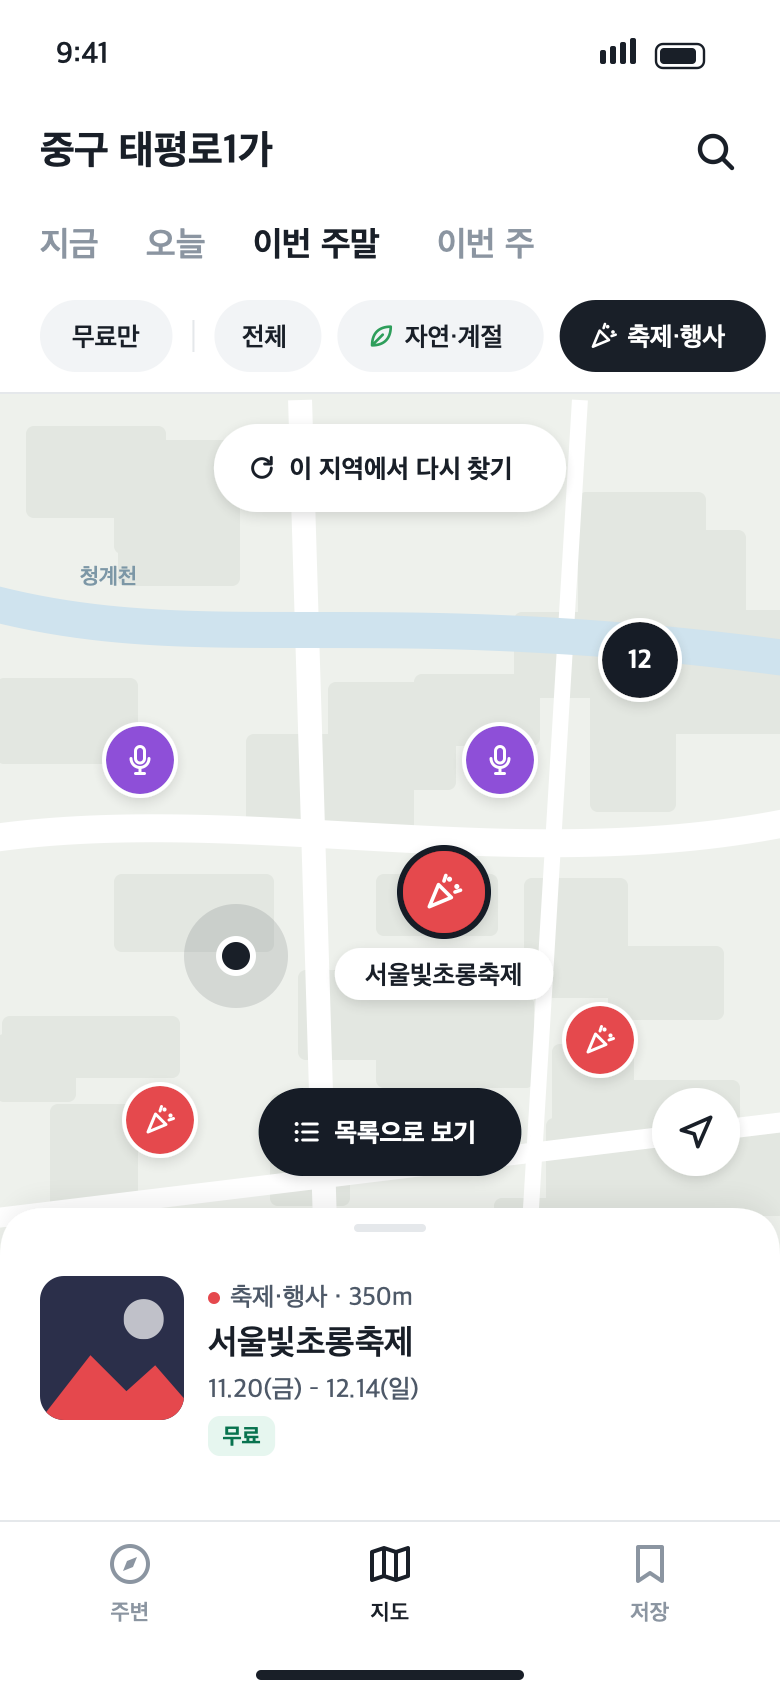 9:41
중구 태평로1가
지금 오늘 이번 주말 이번 주
무료만 전체 자연·계절 축제·행사
이 지역에서 다시 찾기
청계천
12
서울빛초롱축제
목록으로 보기
축제·행사 · 350m
서울빛초롱축제
11.20(금) - 12.14(일)
무료
주변 지도 저장